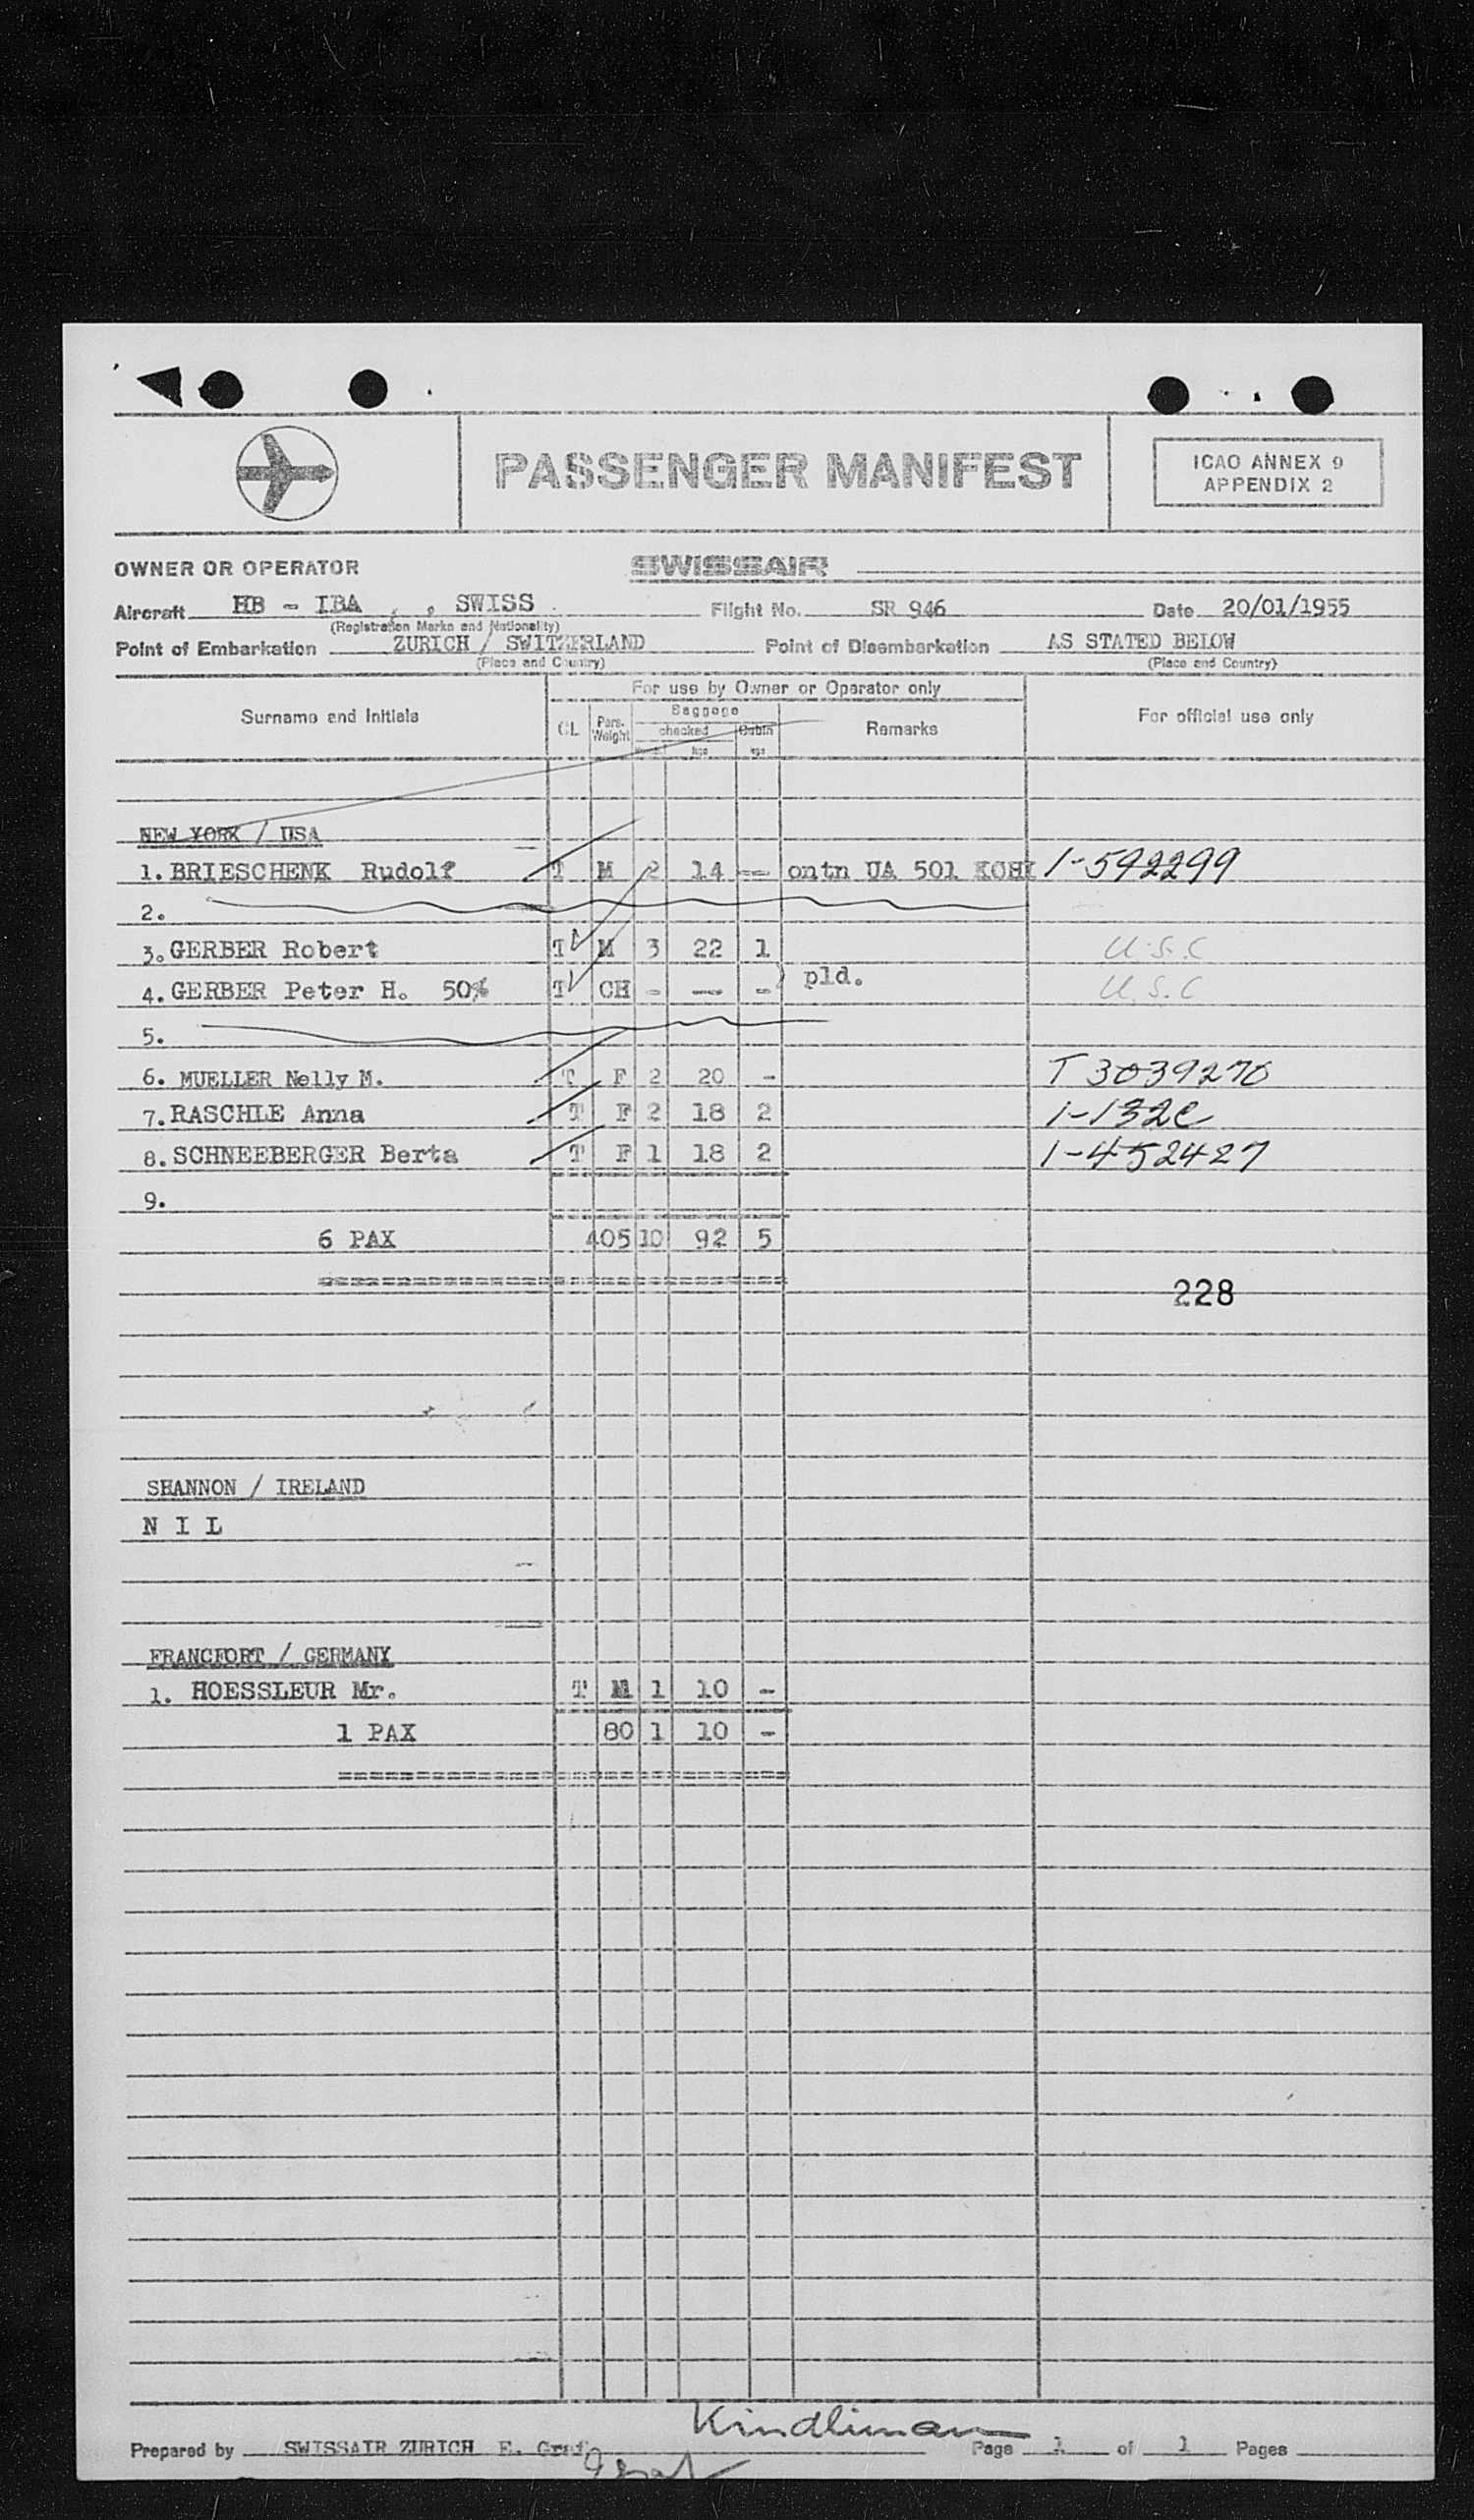 PASSENGER MANIFEST
ICAO ANNEX 9
APPENDIX 2
OWNER OR OPERATOR SWISSAIR
Aircraft HB - IBA , , SWISS . Flight No. SR 946 Date 20/01/1955
(Registration Marks and Nationality)
Point of Embarkation ZURICH / SWITZERLAND Point of Disembarkation AS STATED BELOW
(Place and Country) (Place and Country)
For use by Owner or Operator only
Surname and Initials CL Pars. Weight Baggage checked kgs Cabin kgs Remarks For official use only
NEW YORK / USA
1. BRIESCHENK Rudolf T M 2 14 -- ontn UA 501 1-592299
2.
3. GERBER Robert T M 3 22 1 U.S.C
4. GERBER Peter H. 50% T CH - -- - ) pld. U.S.C
5.
6. MUELLER Nelly M. T F 2 20 - T 3039270
7. RASCHLE Anna T F 2 18 2 1-132C
8. SCHNEEBERGER Berta T F 1 18 2 1-452427
9.
6 PAX 405 10 92 5
228
SHANNON / IRELAND
N I L
FRANCFORT / GERMANY
1. HOESSLEUR Mr. T M 1 10 -
1 PAX 80 1 10 -
Kindliman
Prepared by SWISSAIR ZURICH E. Graf Page 1 of 1 Pages
Graf